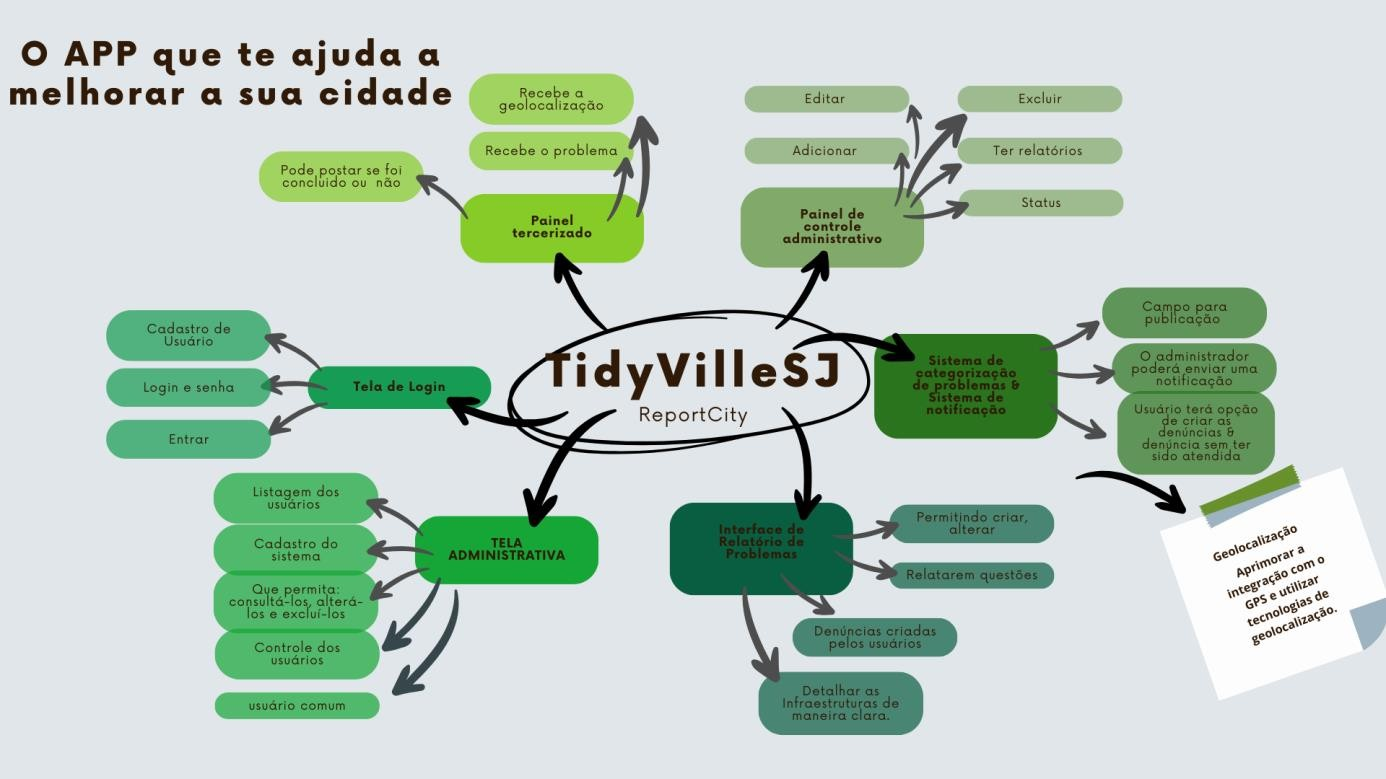 O APP que te ajuda a
melhorar a sua cidade
Recebe a
geolocalização
Recebe o problema
Pode postar se foi
concluido ou não
Painel
tercerizado
Editar
Adicionar
Excluir
Ter relatórios
Status
Painel de
controle
administrativo
Cadastro de
Usuário
Login e senha
Entrar
Tela de Login
TidyVilleSJ
ReportCity
Sistema de
categorização
de problemas &
Sistema de
notificação
Campo para
publicação
O administrador
poderá enviar uma
notificação
Usuário terá opção
de criar as
denúncias &
denúncia sem ter
sido atendida
Listagem dos
usuários
Cadastro do
sistema
Que permita:
consultá-los, alterá-
los e excluí-los
Controle dos
usuários
usuário comum
TELA
ADMINISTRATIVA
Interface de
Relatório de
Problemas
Permitindo criar,
alterar
Relatarem questões
Denúncias criadas
pelos usuários
Detalhar as
Infraestruturas de
maneira clara.
Geolocalização
Aprimorar a
integração com o
GPS e utilizar
tecnologias de
geolocalização.